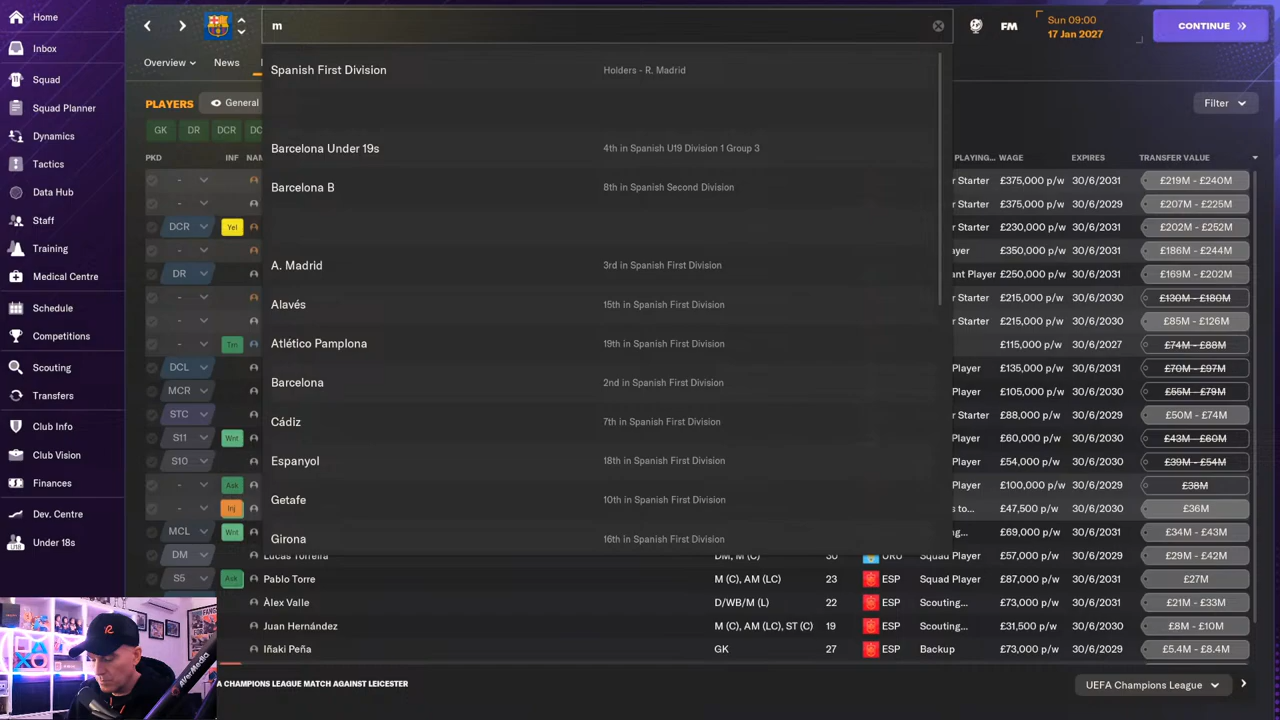 Home
m
Sun 09:00
17 Jan 2027
FM
CONTINUE
Inbox
Overview
News
Spanish First Division
Holders - R. Madrid
Squad
Squad Planner
PLAYERS
General
Filter
Dynamics
GK
DR
DCR
Barcelona Under 19s
4th in Spanish U19 Division 1 Group 3
PKD
INF
PLAYING...
WAGE
EXPIRES
TRANSFER VALUE
Tactics
Starter £375,000 p/w 30/6/2031 £219M - £240M
Data Hub
Barcelona B
8th in Spanish Second Division
Starter £375,000 p/w 30/6/2029 £207M - £225M
Staff
DCR
Yel
Starter £230,000 p/w 30/6/2031 £202M - £252M
Training
£350,000 p/w 30/6/2031 £186M - £244M
A. Madrid
3rd in Spanish First Division
Medical Centre
DR
Player £250,000 p/w 30/6/2031 £169M - £202M
Schedule
Alavés
15th in Spanish First Division
Starter £215,000 p/w 30/6/2030 £130M - £180M
Starter £215,000 p/w 30/6/2030 £85M - £126M
Competitions
Trn
Atlético Pamplona
19th in Spanish First Division
£115,000 p/w 30/6/2027 £74M - £88M
Scouting
DCL
Player £135,000 p/w 30/6/2031 £70M - £97M
Barcelona
2nd in Spanish First Division
Transfers
MCR
Player £105,000 p/w 30/6/2030 £55M - £79M
Club Info
STC
Cádiz
7th in Spanish First Division
Starter £88,000 p/w 30/6/2029 £50M - £74M
Club Vision
S11
Wnt
Player £60,000 p/w 30/6/2031 £43M - £60M
S10
Espanyol
18th in Spanish First Division
Player £54,000 p/w 30/6/2030 £39M - £54M
Finances
Ask
Player £100,000 p/w 30/6/2029 £38M
Getafe
10th in Spanish First Division
Dev. Centre
Inj
s to... £47,500 p/w 30/6/2030 £36M
Under 18s
MCL
Wnt
Girona
16th in Spanish First Division
£69,000 p/w 30/6/2031 £34M - £43M
DM
Lucas Torreira DM, M (C) 30 URU Squad Player £57,000 p/w 30/6/2029 £29M - £42M
S5 Ask Pablo Torre M (C), AM (LC) 23 ESP Squad Player £87,000 p/w 30/6/2031 £27M
Àlex Valle D/WB/M (L) 22 ESP Scouting... £73,000 p/w 30/6/2031 £21M - £33M
Juan Hernández M (C), AM (LC), ST (C) 19 ESP Scouting... £31,500 p/w 30/6/2030 £8M - £10M
Iñaki Peña GK 27 ESP Backup £73,000 p/w 30/6/2029 £5.4M - £8.4M
A CHAMPIONS LEAGUE MATCH AGAINST LEICESTER
UEFA Champions League
AVerMedia